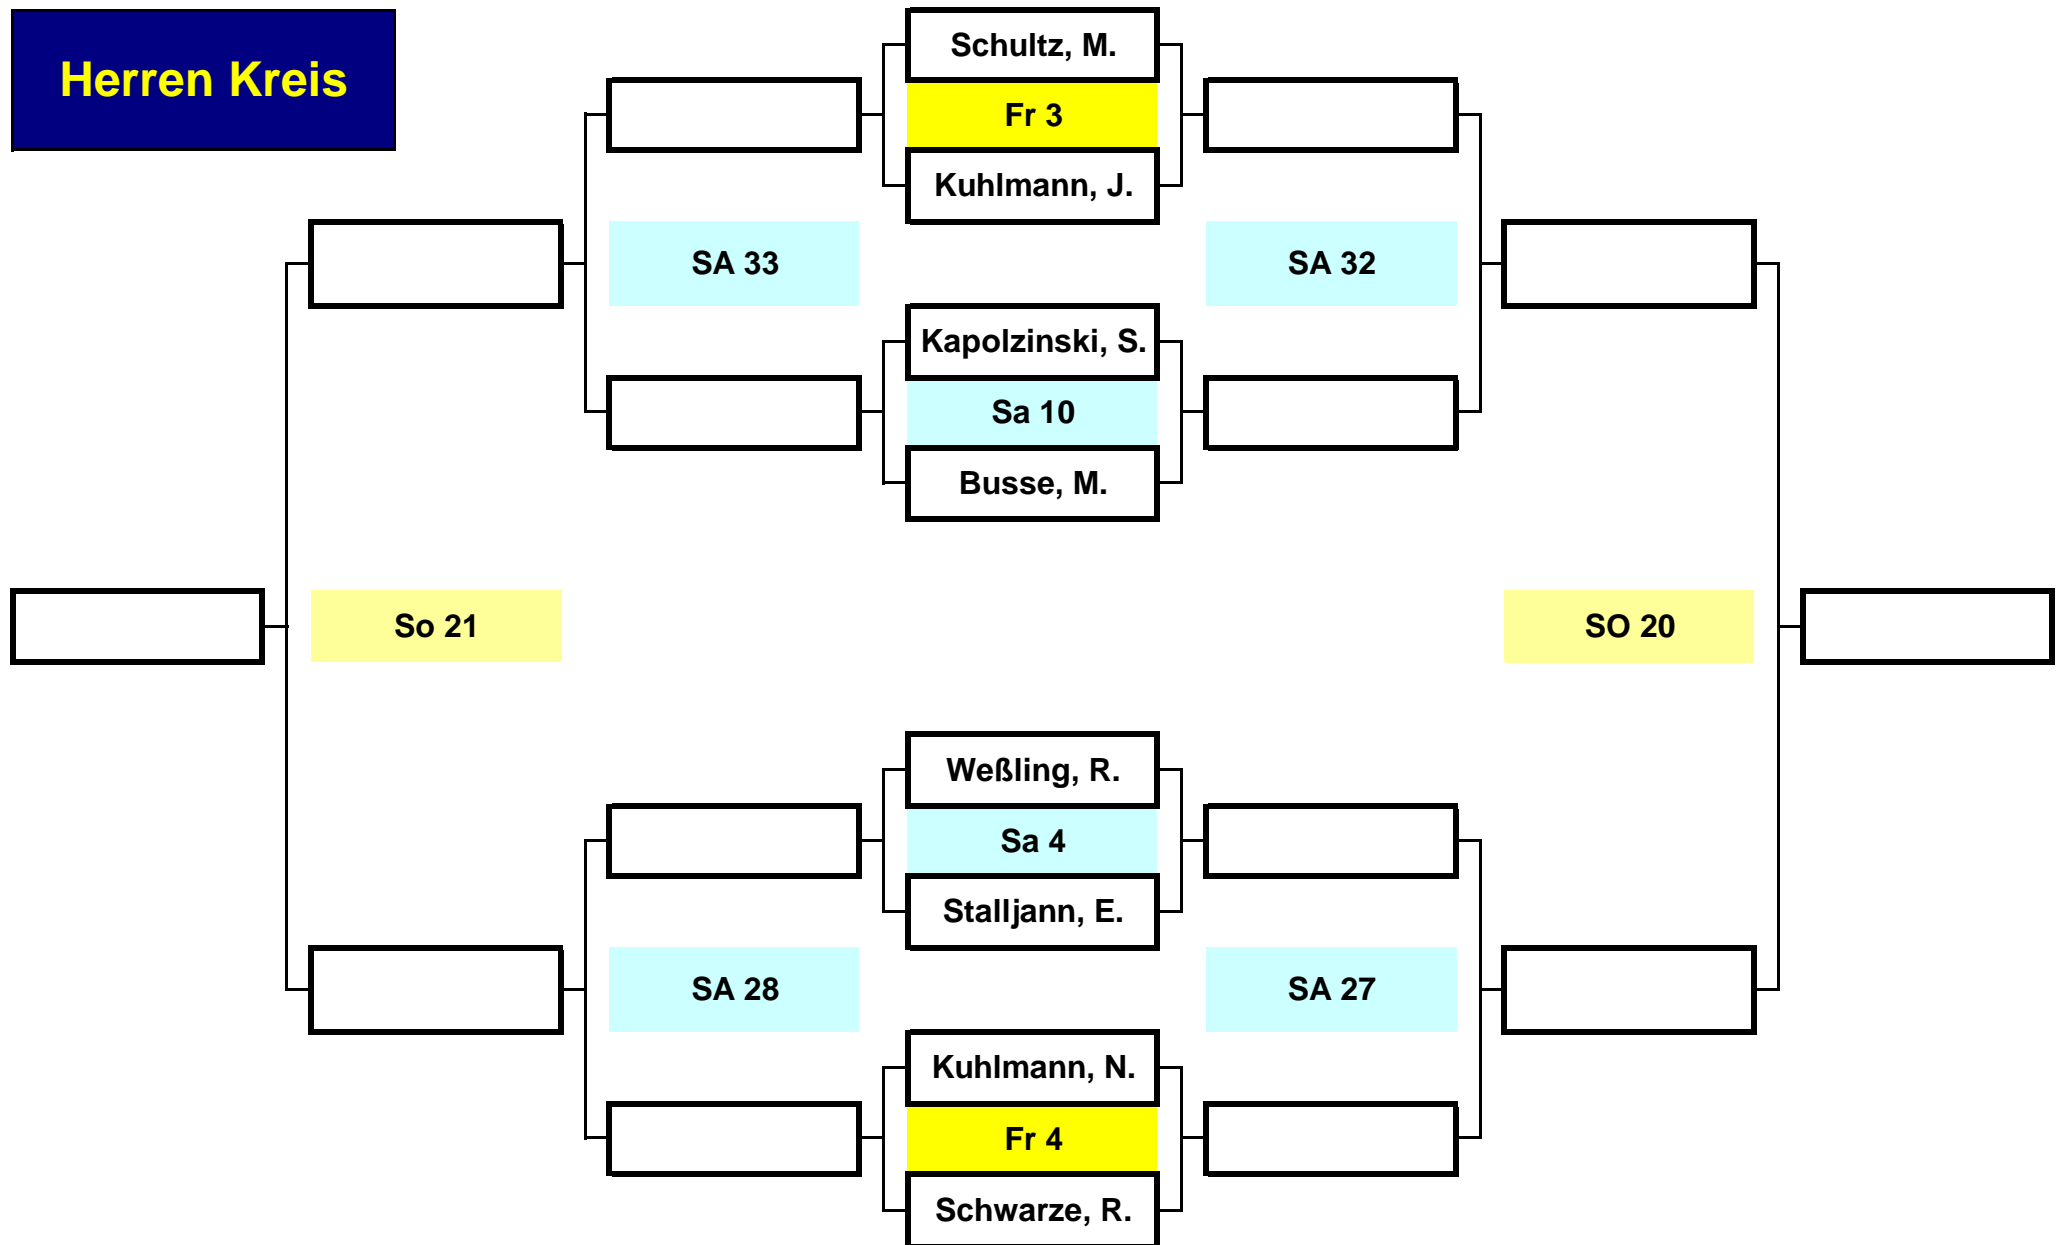 Herren Kreis
Schultz, M.
Fr 3
Kuhlmann, J.
SA 33
SA 32
Kapolzinski, S.
Sa 10
Busse, M.
So 21
SO 20
Weßling, R.
Sa 4
Stalljann, E.
SA 28
SA 27
Kuhlmann, N.
Fr 4
Schwarze, R.